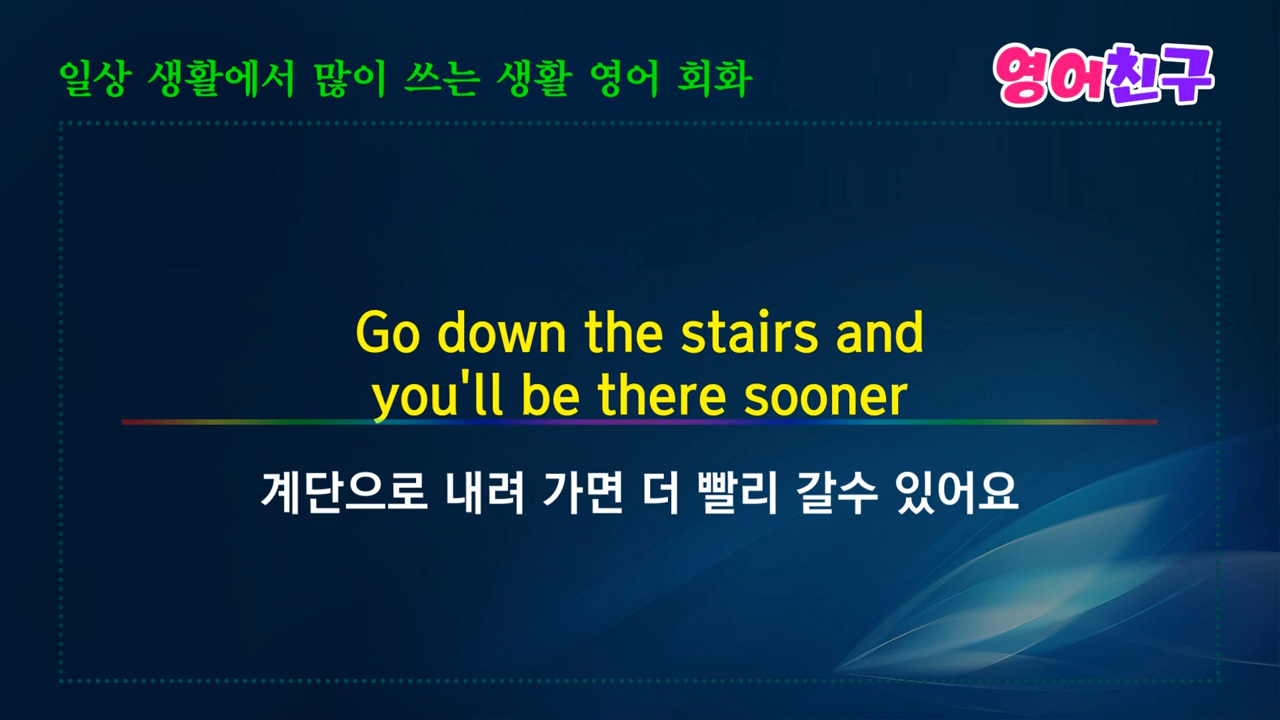 일상 생활에서 많이 쓰는 생활 영어 회화
영어친구
Go down the stairs and
you'll be there sooner
계단으로 내려 가면 더 빨리 갈수 있어요